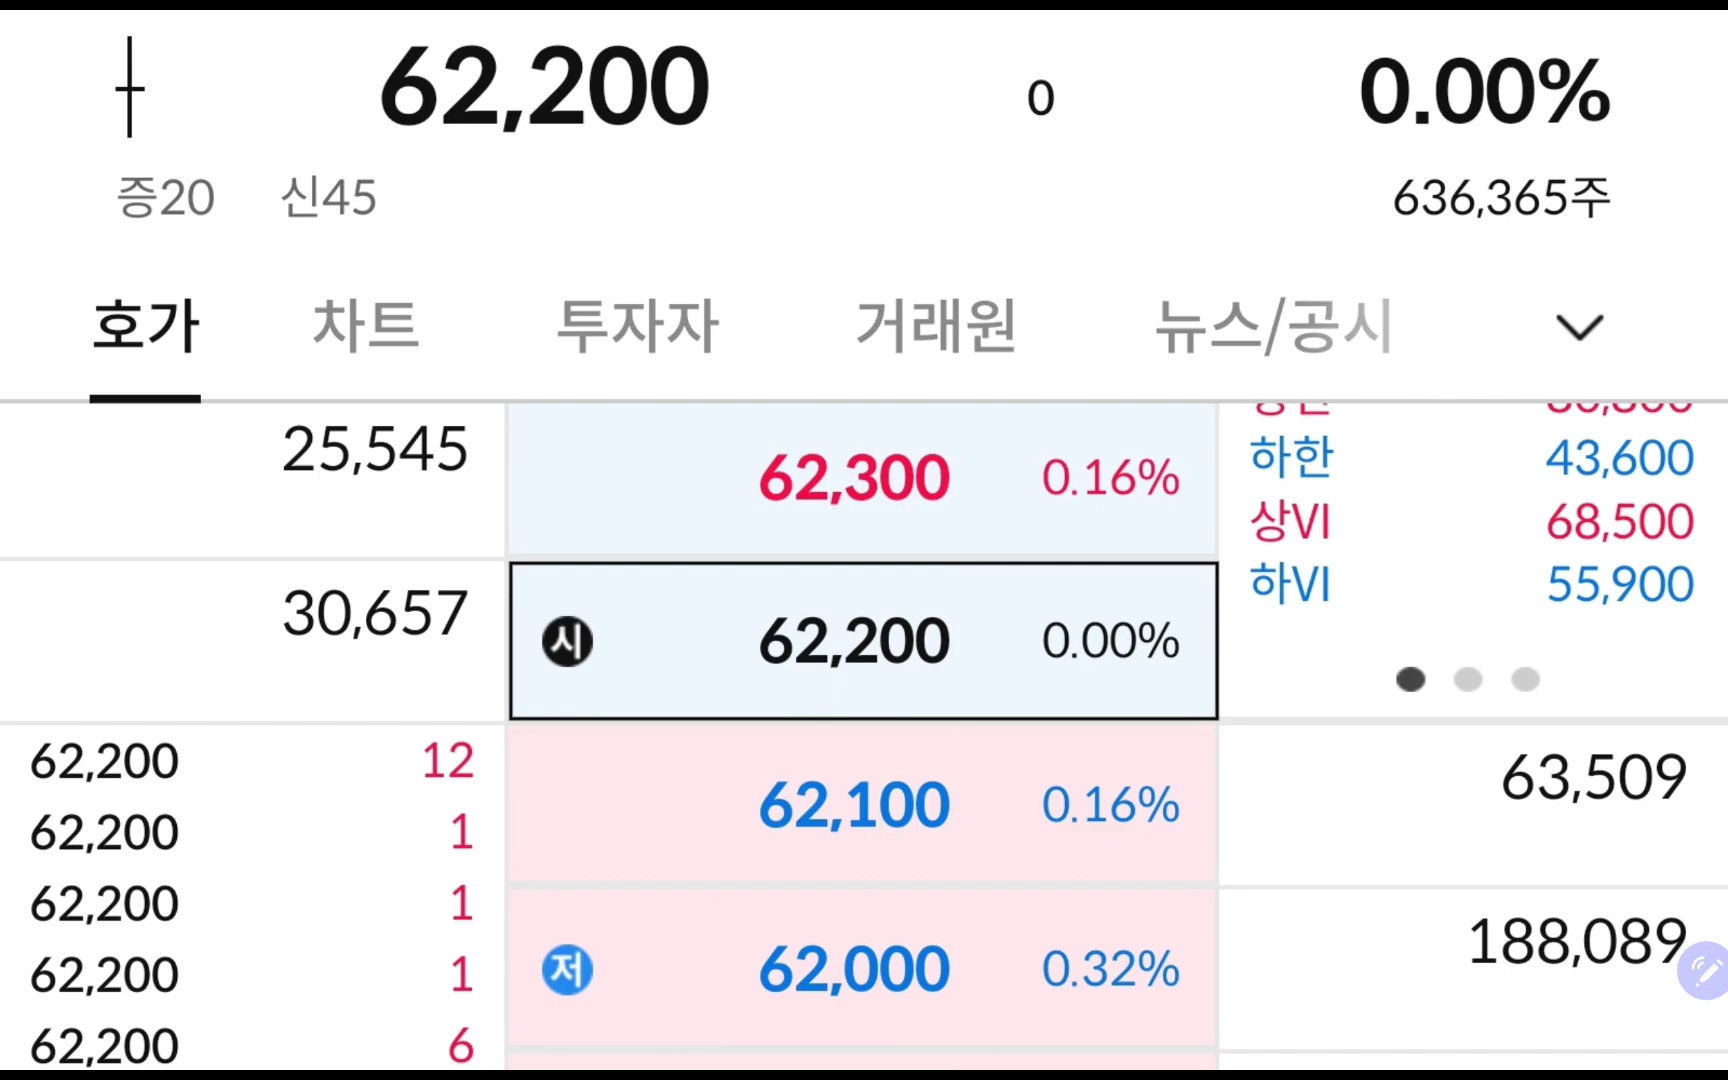 62,200 0 0.00%
증20 신45 636,365주
호가 차트 투자자 거래원 뉴스/공시
25,545 62,300 0.16%
하한 43,600
상VI 68,500
하VI 55,900
30,657 시 62,200 0.00%
62,200 12
62,200 1
62,200 1
62,200 1
62,200 6
62,100 0.16% 63,509
저 62,000 0.32% 188,089